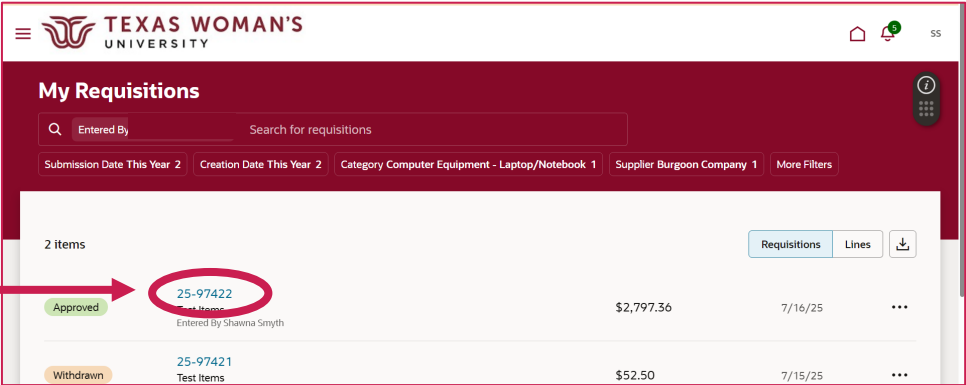 TEXAS WOMAN'S
UNIVERSITY
5
SS
My Requisitions
Entered By
Search for requisitions
Submission Date This Year 2
Creation Date This Year 2
Category Computer Equipment - Laptop/Notebook 1
Supplier Burgoon Company 1
More Filters
2 items
Requisitions
Lines
Approved
25-97422
Test Items
Entered By Shawna Smyth
$2,797.36
7/16/25
Withdrawn
25-97421
Test Items
$52.50
7/15/25